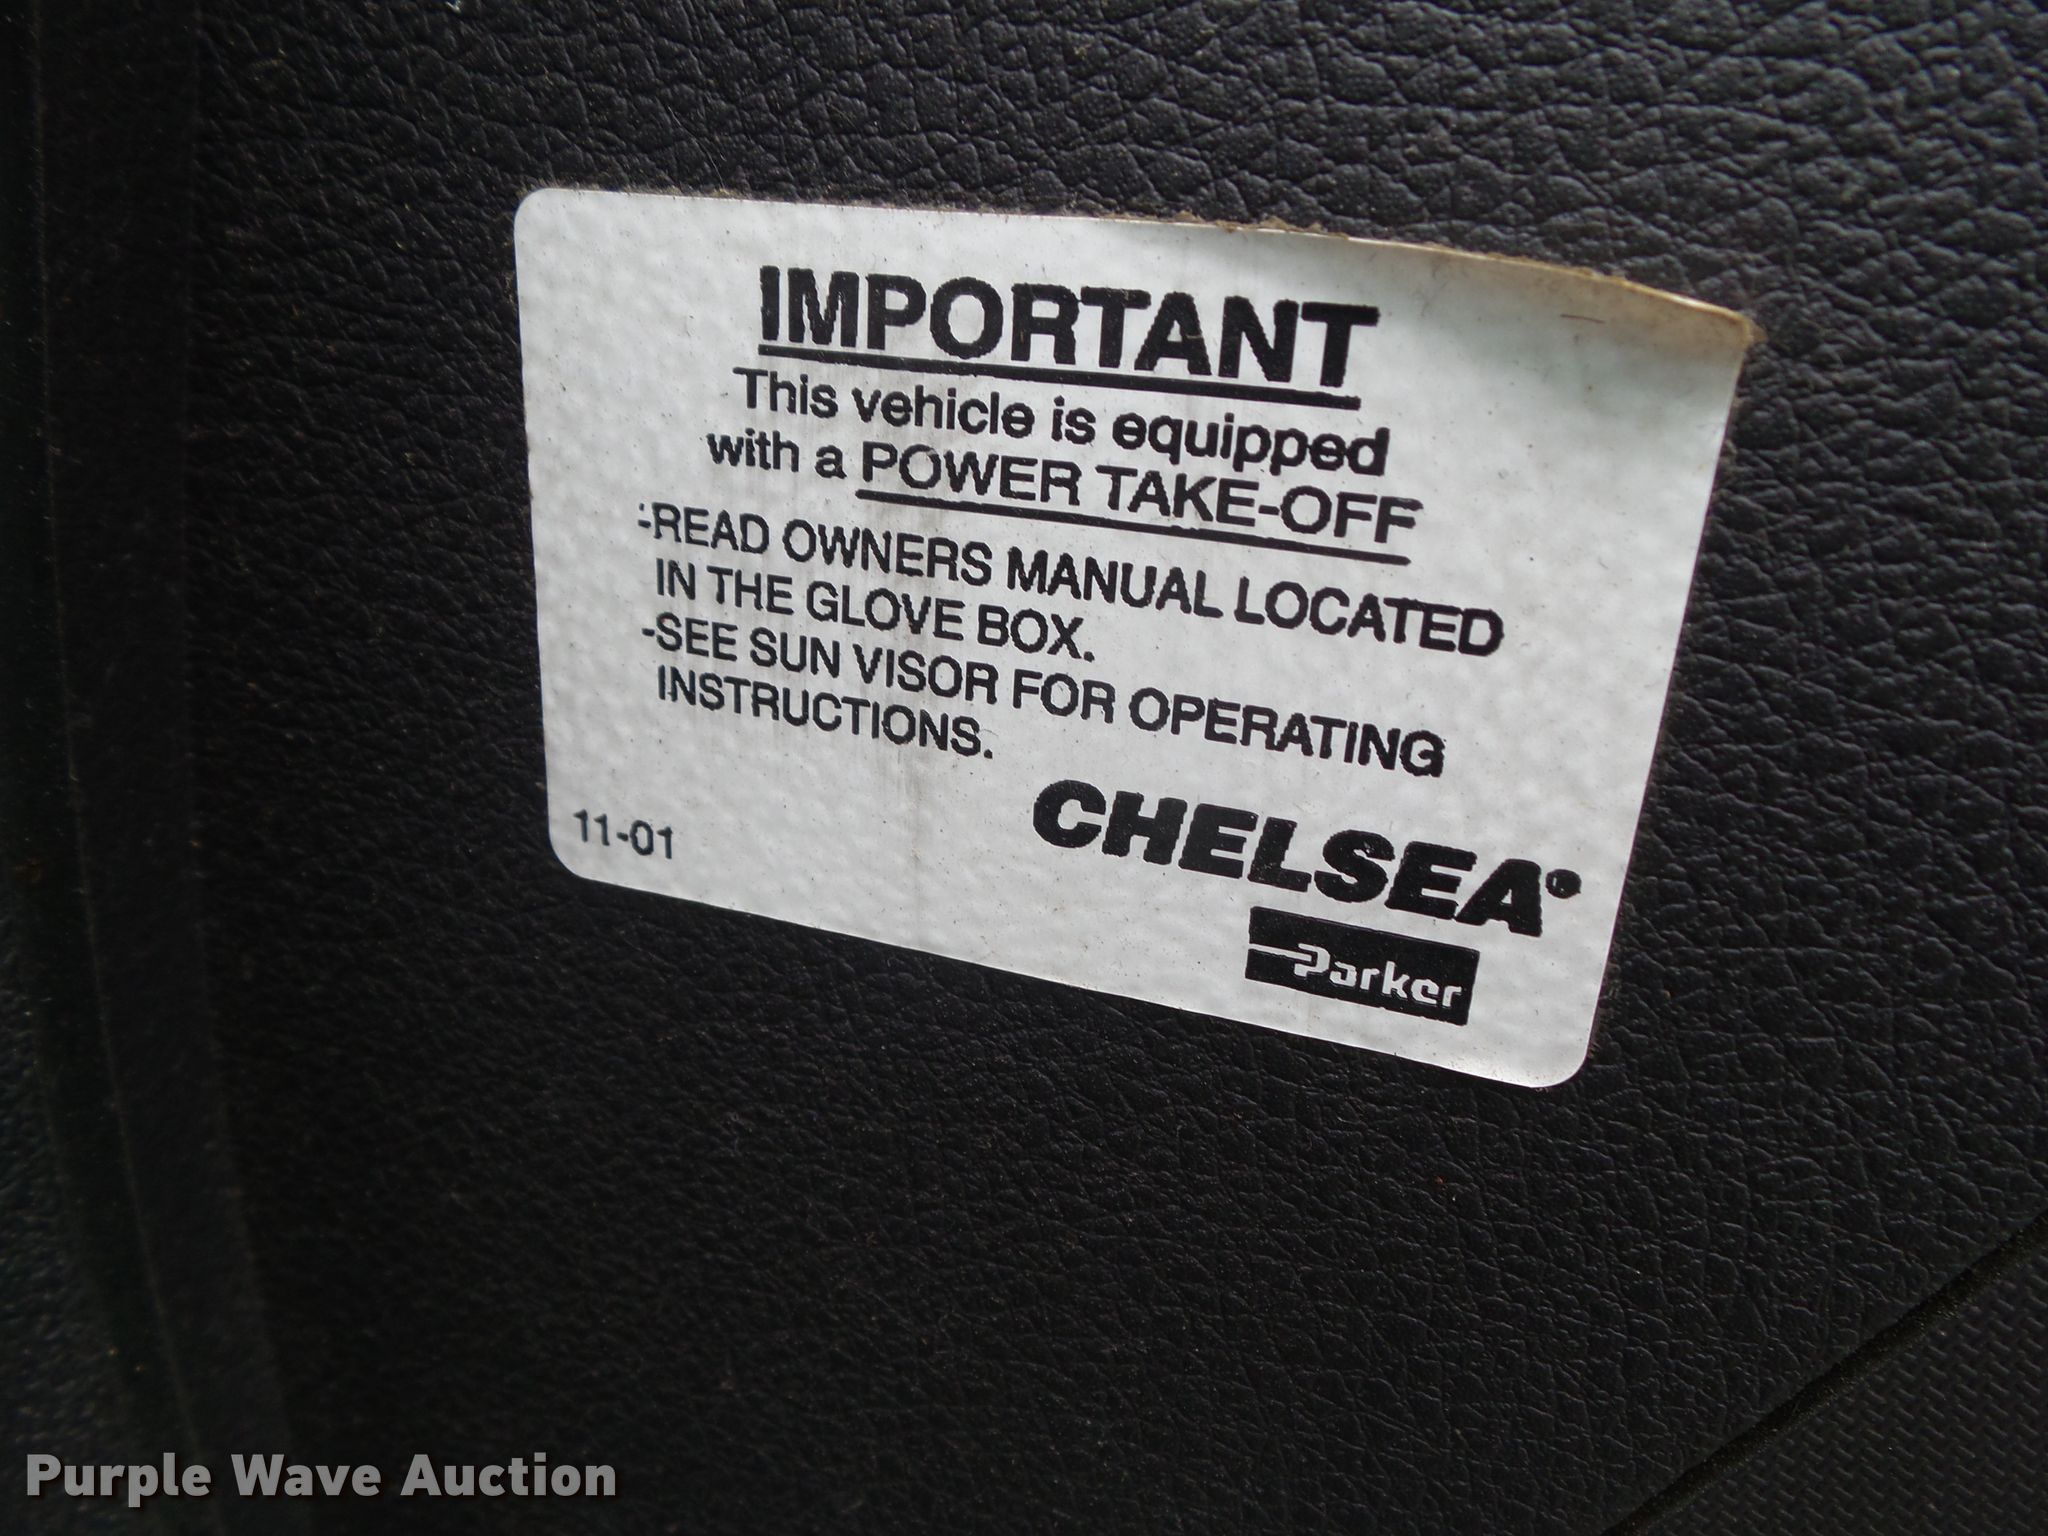 IMPORTANT
This vehicle is equipped
with a POWER TAKE-OFF
-READ OWNERS MANUAL LOCATED
IN THE GLOVE BOX.
-SEE SUN VISOR FOR OPERATING
INSTRUCTIONS.
11-01
CHELSEA®
Parker
Purple Wave Auction